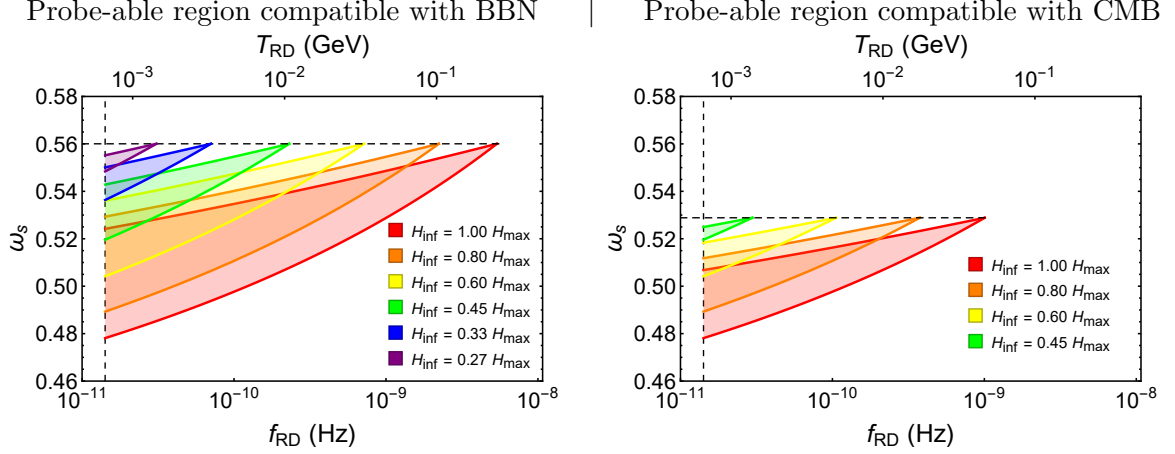 Probe-able region compatible with BBN | Probe-able region compatible with CMB
T_RD (GeV)
10^-3 10^-2 10^-1
0.58
0.56
0.54
0.52
0.50
0.48
0.46
ω_s
H_inf = 1.00 H_max
H_inf = 0.80 H_max
H_inf = 0.60 H_max
H_inf = 0.45 H_max
H_inf = 0.33 H_max
H_inf = 0.27 H_max
10^-11 10^-10 10^-9 10^-8
f_RD (Hz)
T_RD (GeV)
10^-3 10^-2 10^-1
0.58
0.56
0.54
0.52
0.50
0.48
0.46
ω_s
H_inf = 1.00 H_max
H_inf = 0.80 H_max
H_inf = 0.60 H_max
H_inf = 0.45 H_max
10^-11 10^-10 10^-9 10^-8
f_RD (Hz)